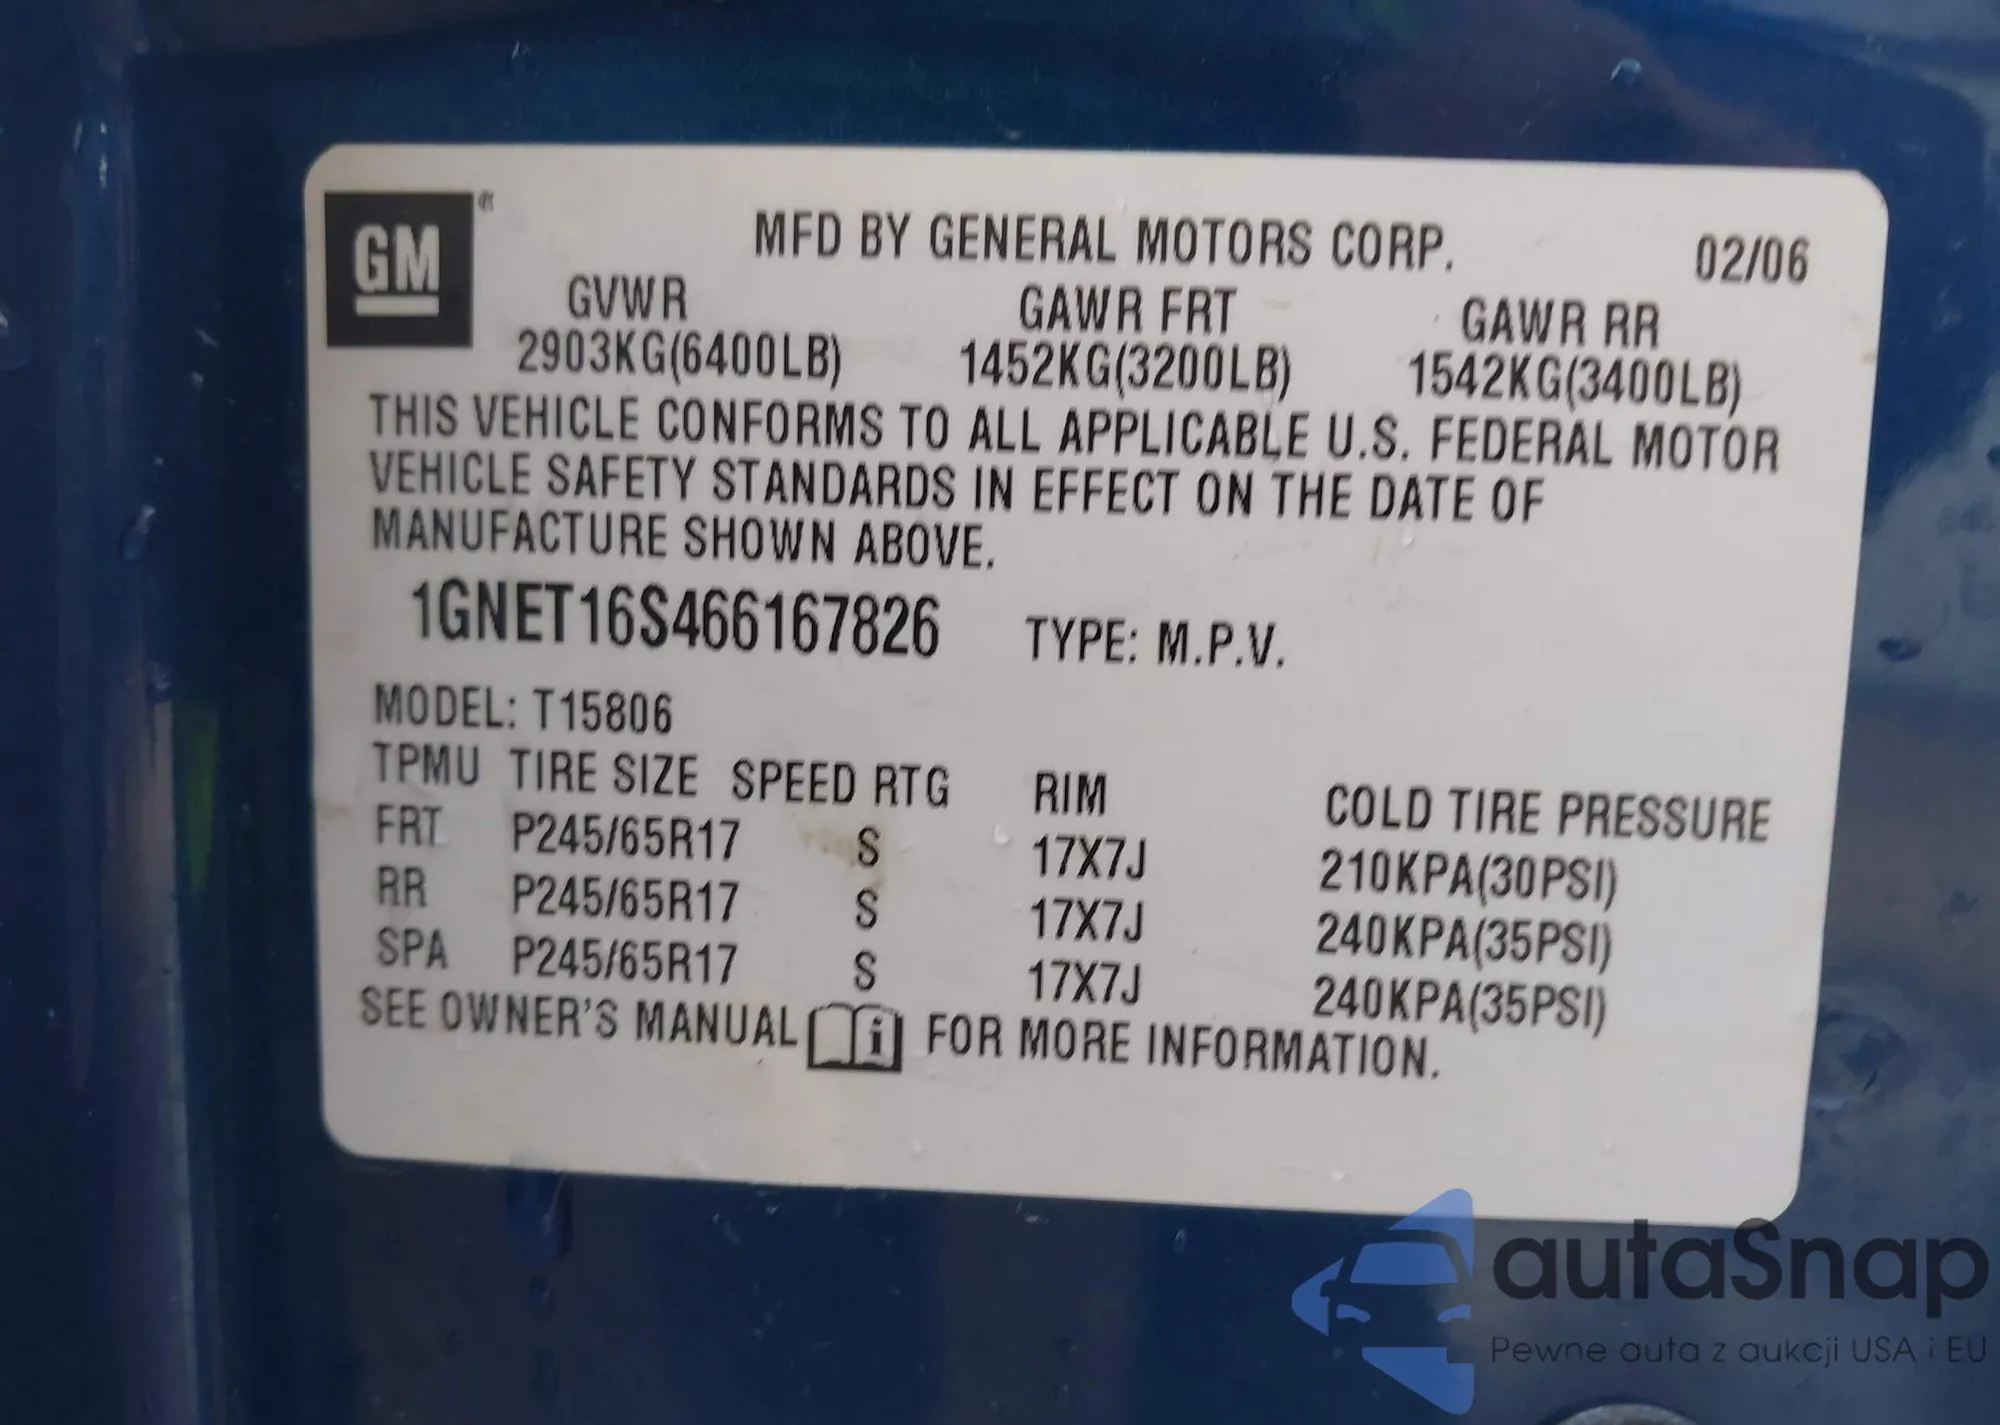 GM®
MFD BY GENERAL MOTORS CORP. 02/06
GVWR GAWR FRT GAWR RR
2903KG(6400LB) 1452KG(3200LB) 1542KG(3400LB)
THIS VEHICLE CONFORMS TO ALL APPLICABLE U.S. FEDERAL MOTOR
VEHICLE SAFETY STANDARDS IN EFFECT ON THE DATE OF
MANUFACTURE SHOWN ABOVE.
1GNET16S466167826 TYPE: M.P.V.
MODEL: T15806
TPMU TIRE SIZE SPEED RTG RIM COLD TIRE PRESSURE
FRT P245/65R17 S 17X7J 210KPA(30PSI)
RR P245/65R17 S 17X7J 240KPA(35PSI)
SPA P245/65R17 S 17X7J 240KPA(35PSI)
SEE OWNER'S MANUAL i FOR MORE INFORMATION.
autaSnap
Pewne auta z aukcji USA i EU